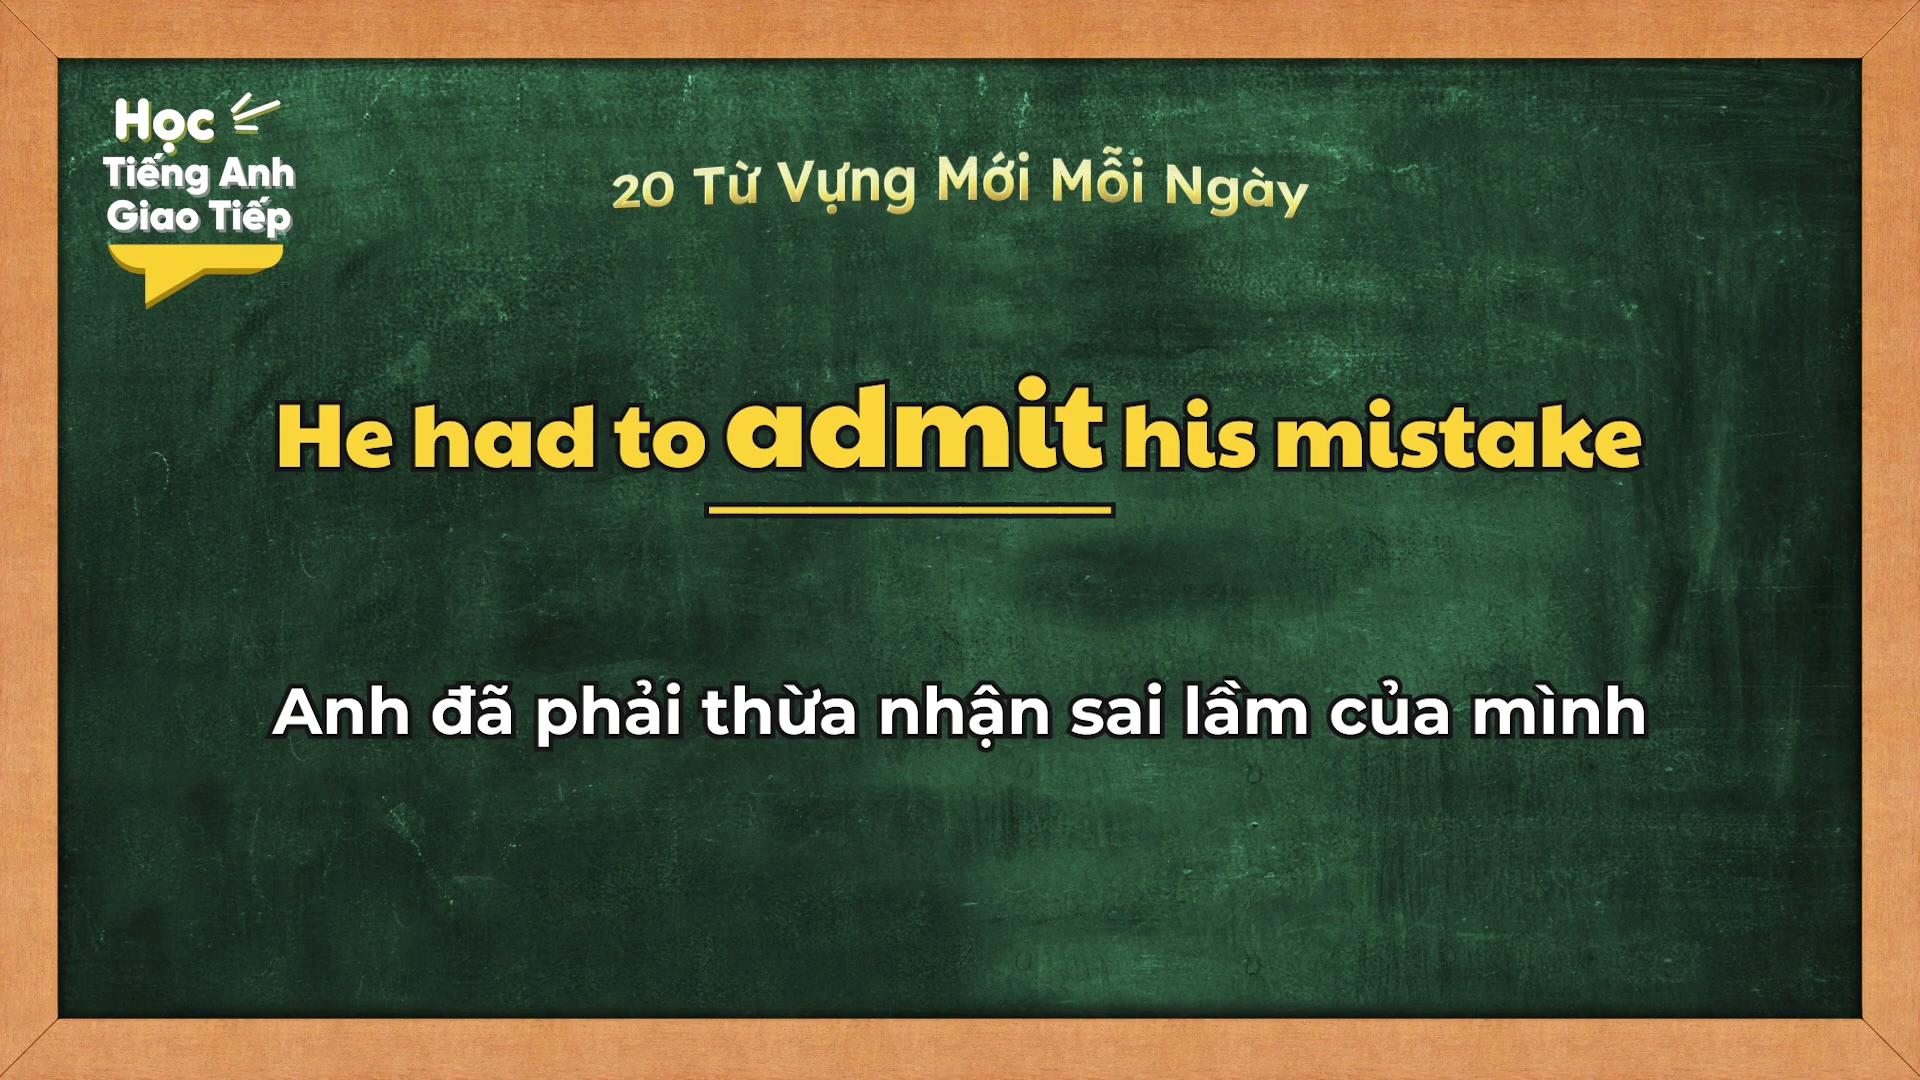 Học
Tiếng Anh
Giao Tiếp
20 Từ Vựng Mới Mỗi Ngày
He had to admit his mistake
Anh đã phải thừa nhận sai lầm của mình